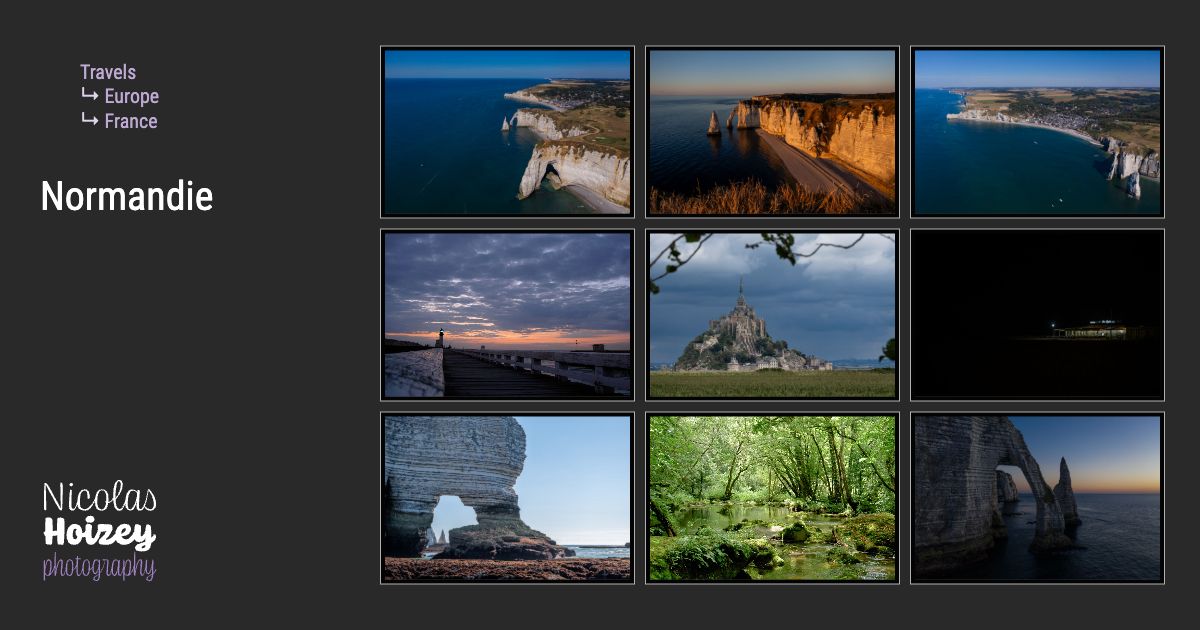 Travels
↳ Europe
↳ France
Normandie
Nicolas
Hoizey
photography